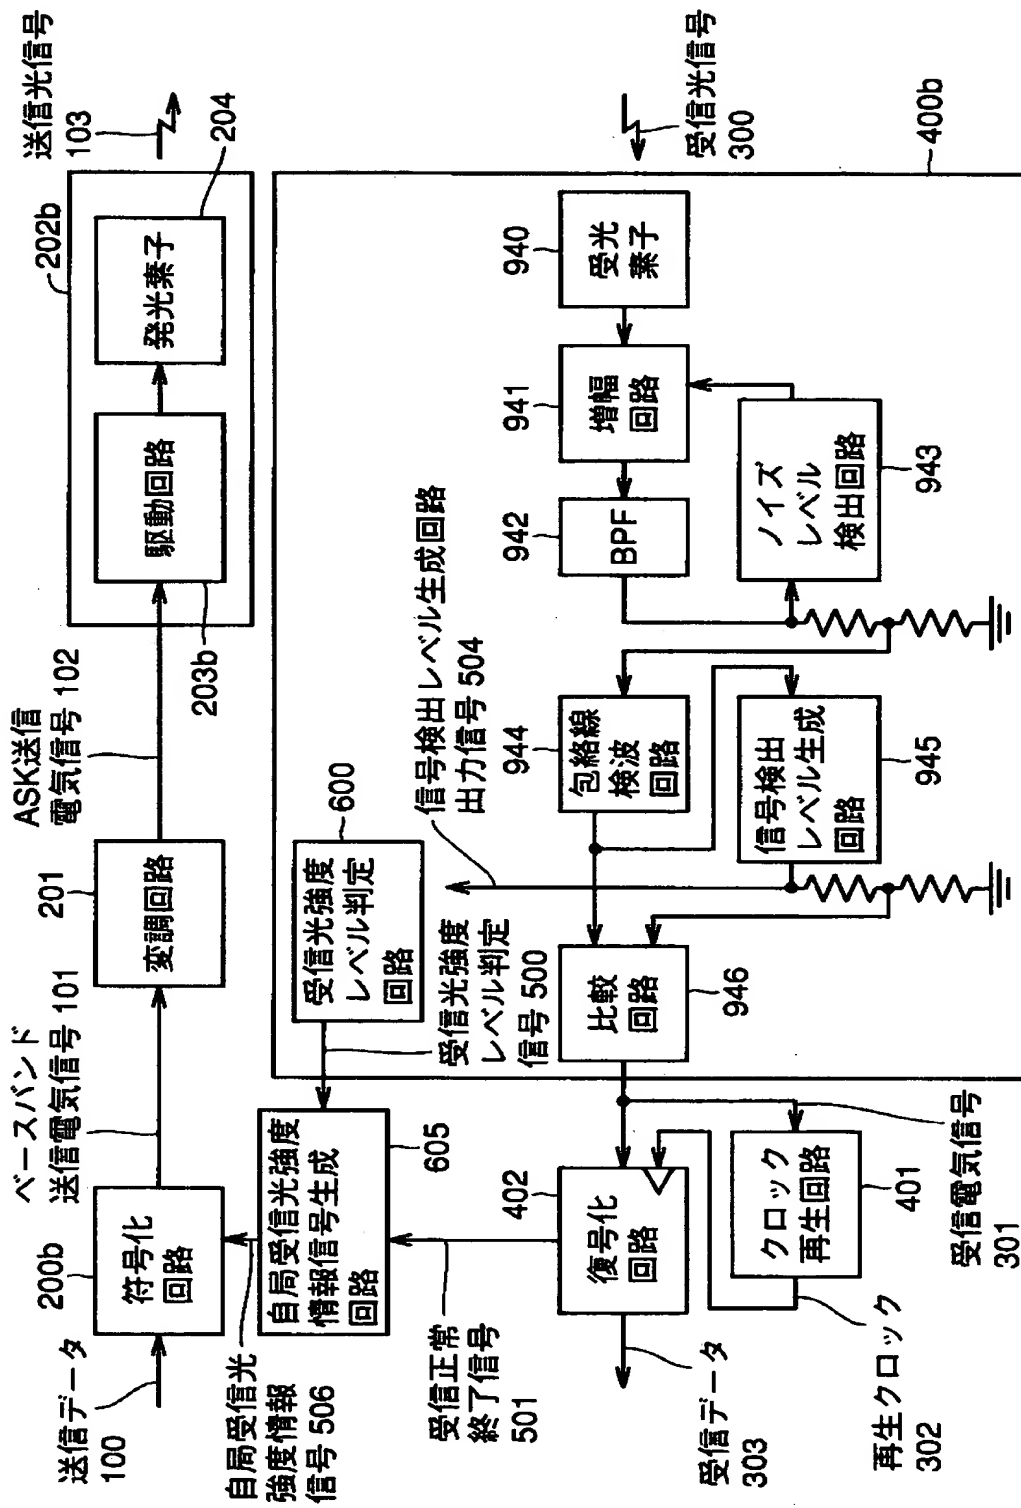 送信データ
100
200b
符号化
回路
ベースバンド
送信電気信号 101
201
変調回路
ASK送信
電気信号 102
202b
駆動回路
203b
発光素子
204
送信光信号
103
自局受信光
強度情報
信号 506
自局受信光強度
情報信号生成
回路
605
受信光強度
レベル判定
回路
600
受信光強度
レベル判定
信号 500
信号検出レベル生成回路
出力信号 504
受信正常
終了信号
501
402
復号化
回路
受信データ
303
クロック
再生回路
401
再生クロック
302
受信電気信号
301
比較
回路
946
944
包絡線
検波
回路
信号検出
レベル生成
回路
945
942
BPF
941
増幅
回路
940
受光
素子
ノイズ
レベル
検出回路
943
受信光信号
300
400b